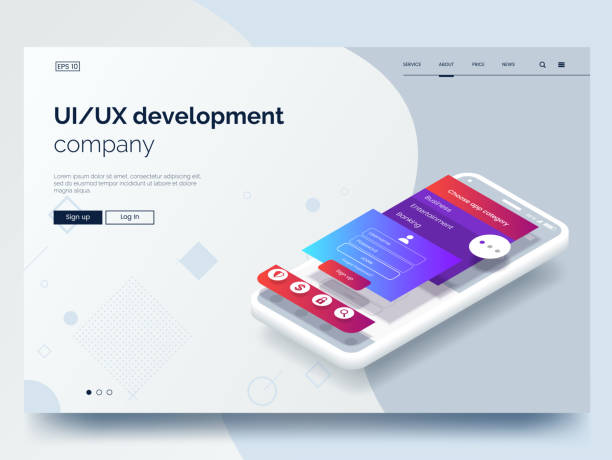 EPS 10
SERVICE
ABOUT
PRICE
NEWS
UI/UX development
company
Lorem ipsum dolor sit amet, consectetur adipiscing elit, sed do
eiusmod tempor incididunt ut labore et dolore
magna aliqua.
Sign up
Log In
Choose app category
Business
Entertainment
Banking
Username
Password
Sign up